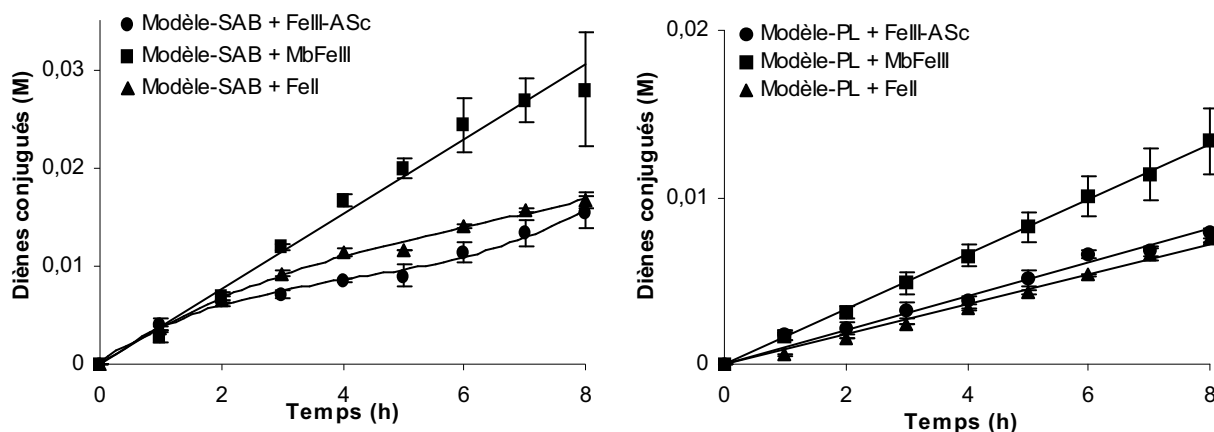 Modèle-SAB + FeIII-ASc
Modèle-SAB + MbFeIII
Modèle-SAB + FeII
Diènes conjugués (M)
0,03
0,02
0,01
0
0
2
4
6
8
Temps (h)
Modèle-PL + FeIII-ASc
Modèle-PL + MbFeIII
Modèle-PL + FeII
Diènes conjugués (M)
0,02
0,01
0
0
2
4
6
8
Temps (h)